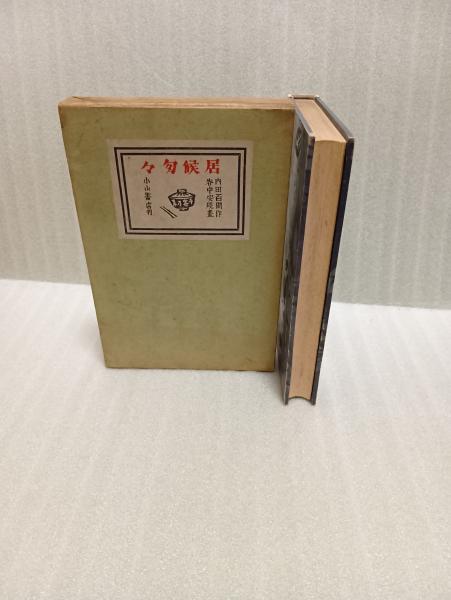 居候匆々
内田百閒作
谷中安規畫
小山書店刊